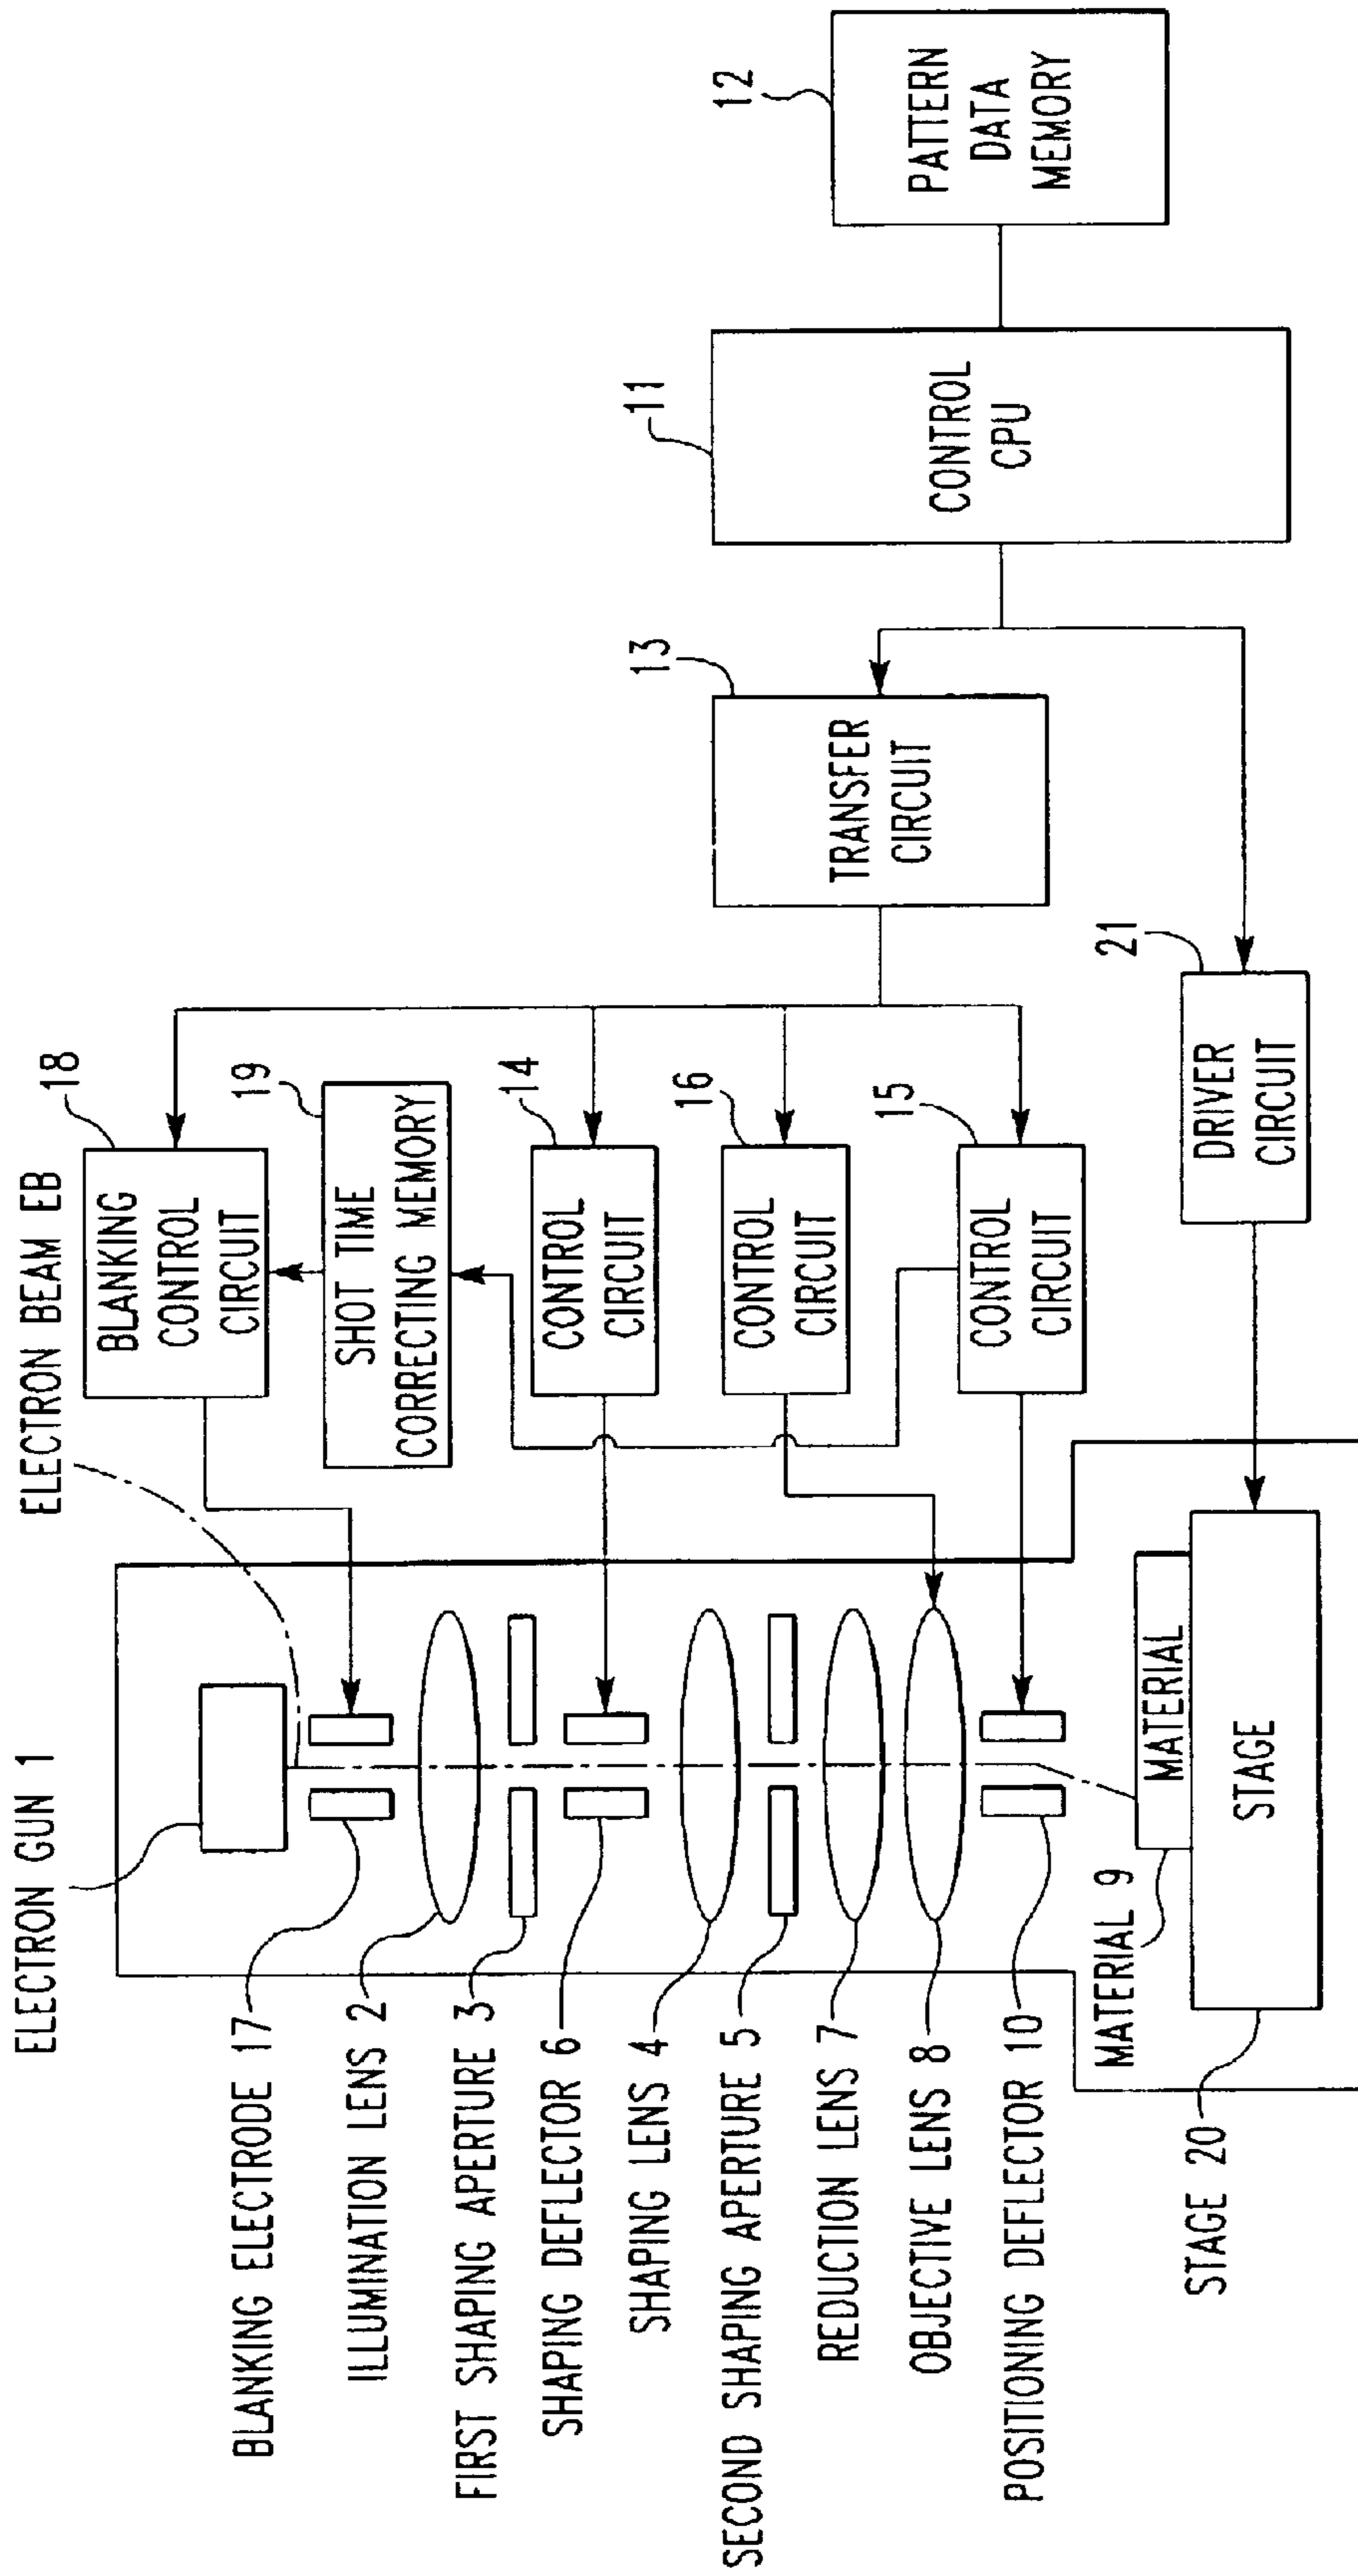 ELECTRON GUN 1
ELECTRON BEAM EB
BLANKING ELECTRODE 17
ILLUMINATION LENS 2
FIRST SHAPING APERTURE 3
SHAPING DEFLECTOR 6
SHAPING LENS 4
SECOND SHAPING APERTURE 5
REDUCTION LENS 7
OBJECTIVE LENS 8
POSITIONING DEFLECTOR 10
MATERIAL 9
STAGE 20
MATERIAL
STAGE
18
BLANKING
CONTROL
CIRCUIT
19
SHOT TIME
CORRECTING MEMORY
14
CONTROL
CIRCUIT
16
CONTROL
CIRCUIT
15
CONTROL
CIRCUIT
21
DRIVER
CIRCUIT
13
TRANSFER
CIRCUIT
11
CONTROL
CPU
12
PATTERN
DATA
MEMORY